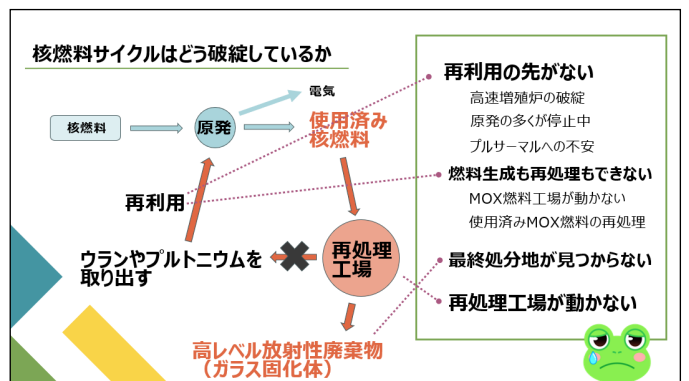 核燃料サイクルはどう破綻しているか
電気
核燃料
原発
使用済み
核燃料
再利用
ウランやプルトニウムを
取り出す
再処理
工場
高レベル放射性廃棄物
（ガラス固化体）
再利用の先がない
高速増殖炉の破綻
原発の多くが停止中
プルサーマルへの不安
燃料生成も再処理もできない
MOX燃料工場が動かない
使用済みMOX燃料の再処理
最終処分地が見つからない
再処理工場が動かない